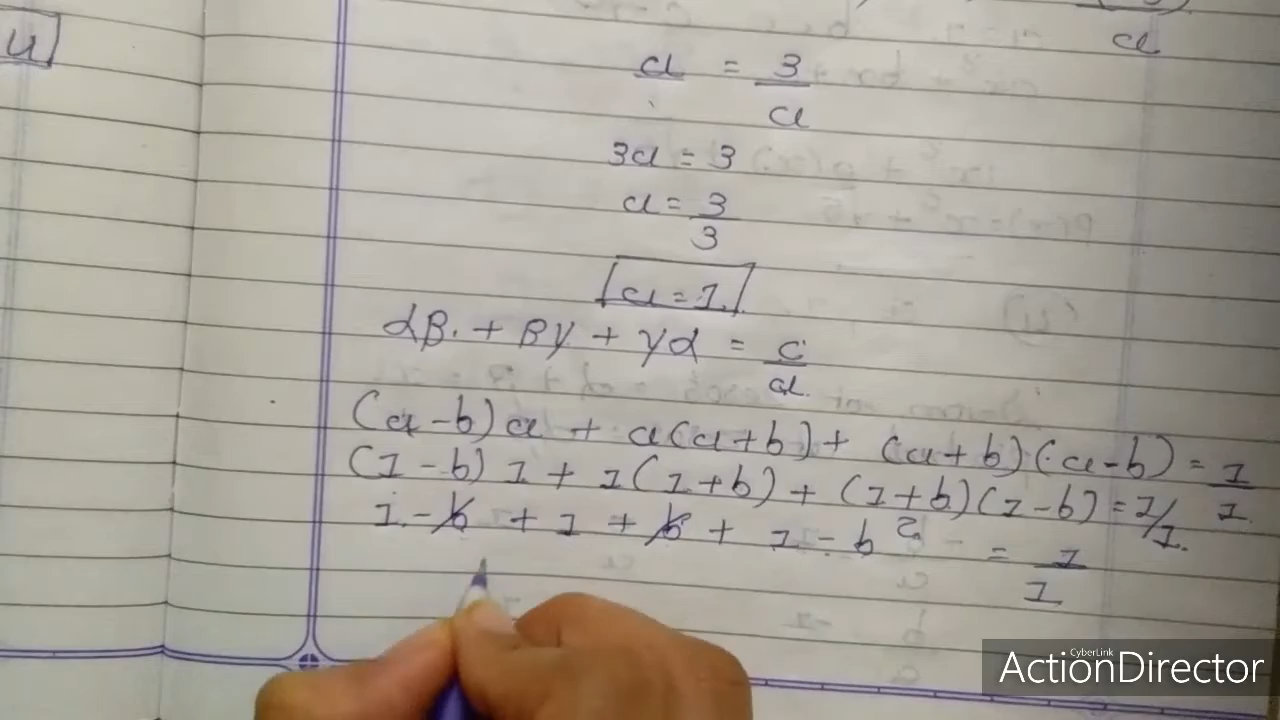 4
a
a = 3/a
3a = 3
a = 3/3
a = 1
αβ. + βγ + γα = c/a
(a-b)a + a(a+b) + (a+b)(a-b) = 1/1
(1-b)1 + 1(1+b) + (1+b)(1-b) = 1/1.
1 - b + 1 + b + 1 - b² = 1/1
CyberLink
ActionDirector